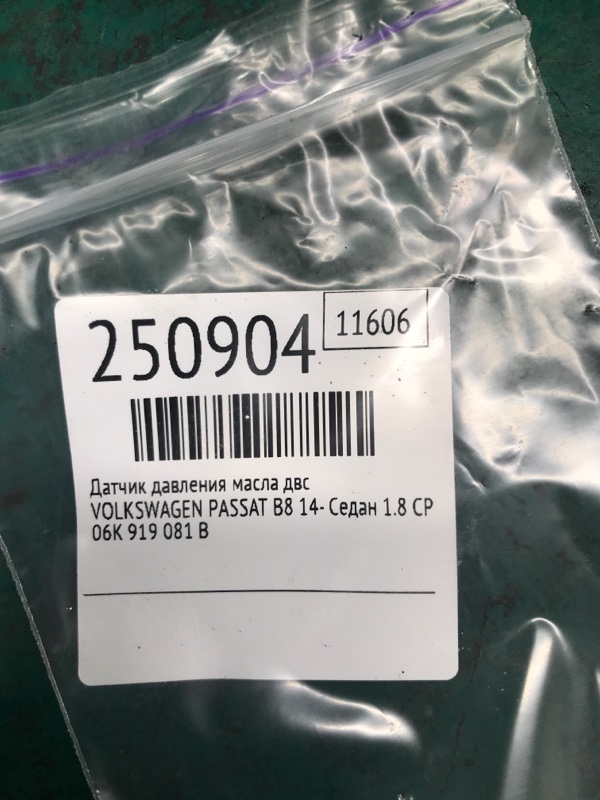 250904
11606
Датчик давления масла двс
VOLKSWAGEN PASSAT B8 14- Седан 1.8 CP
06K 919 081 B